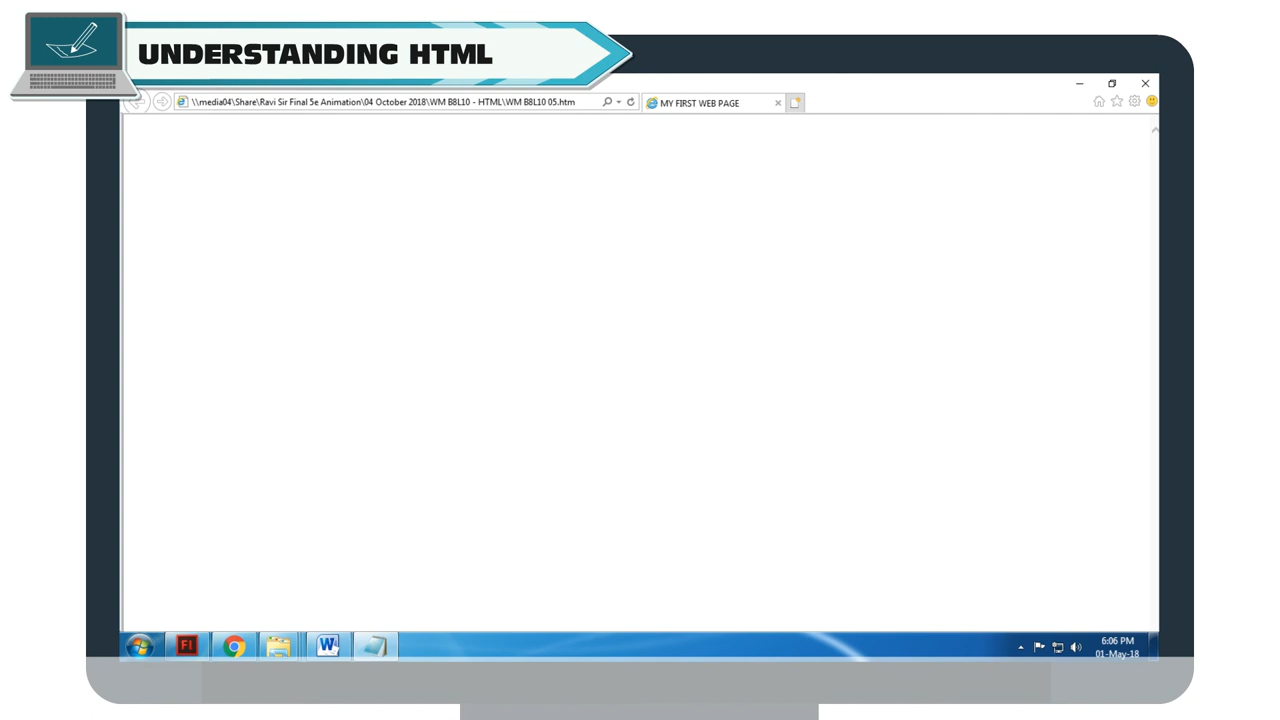 UNDERSTANDING HTML
\\media04\Share\Ravi Sir Final 5e Animation\04 October 2018\WM B8L10 - HTML\WM B8L10 05.htm
MY FIRST WEB PAGE
Fl
W
6:06 PM
01-May-18